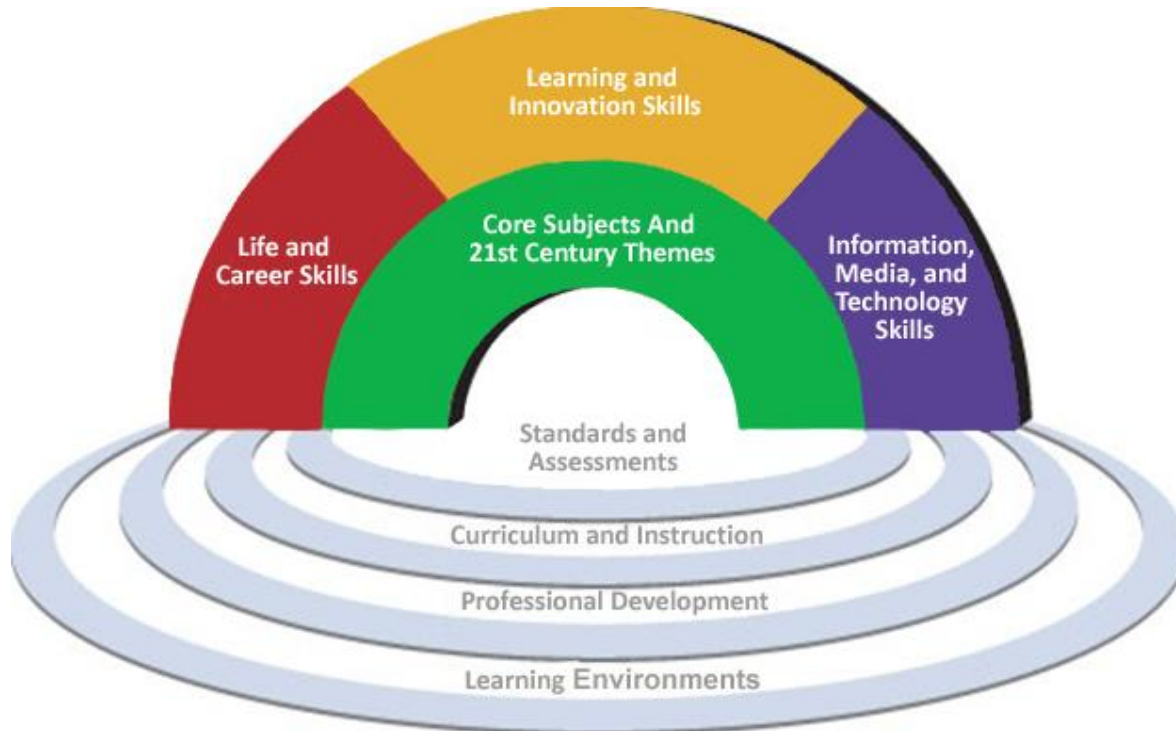 Learning and
Innovation Skills
Core Subjects And
21st Century Themes
Life and
Career Skills
Information,
Media, and
Technology
Skills
Standards and
Assessments
Curriculum and Instruction
Professional Development
Learning Environments